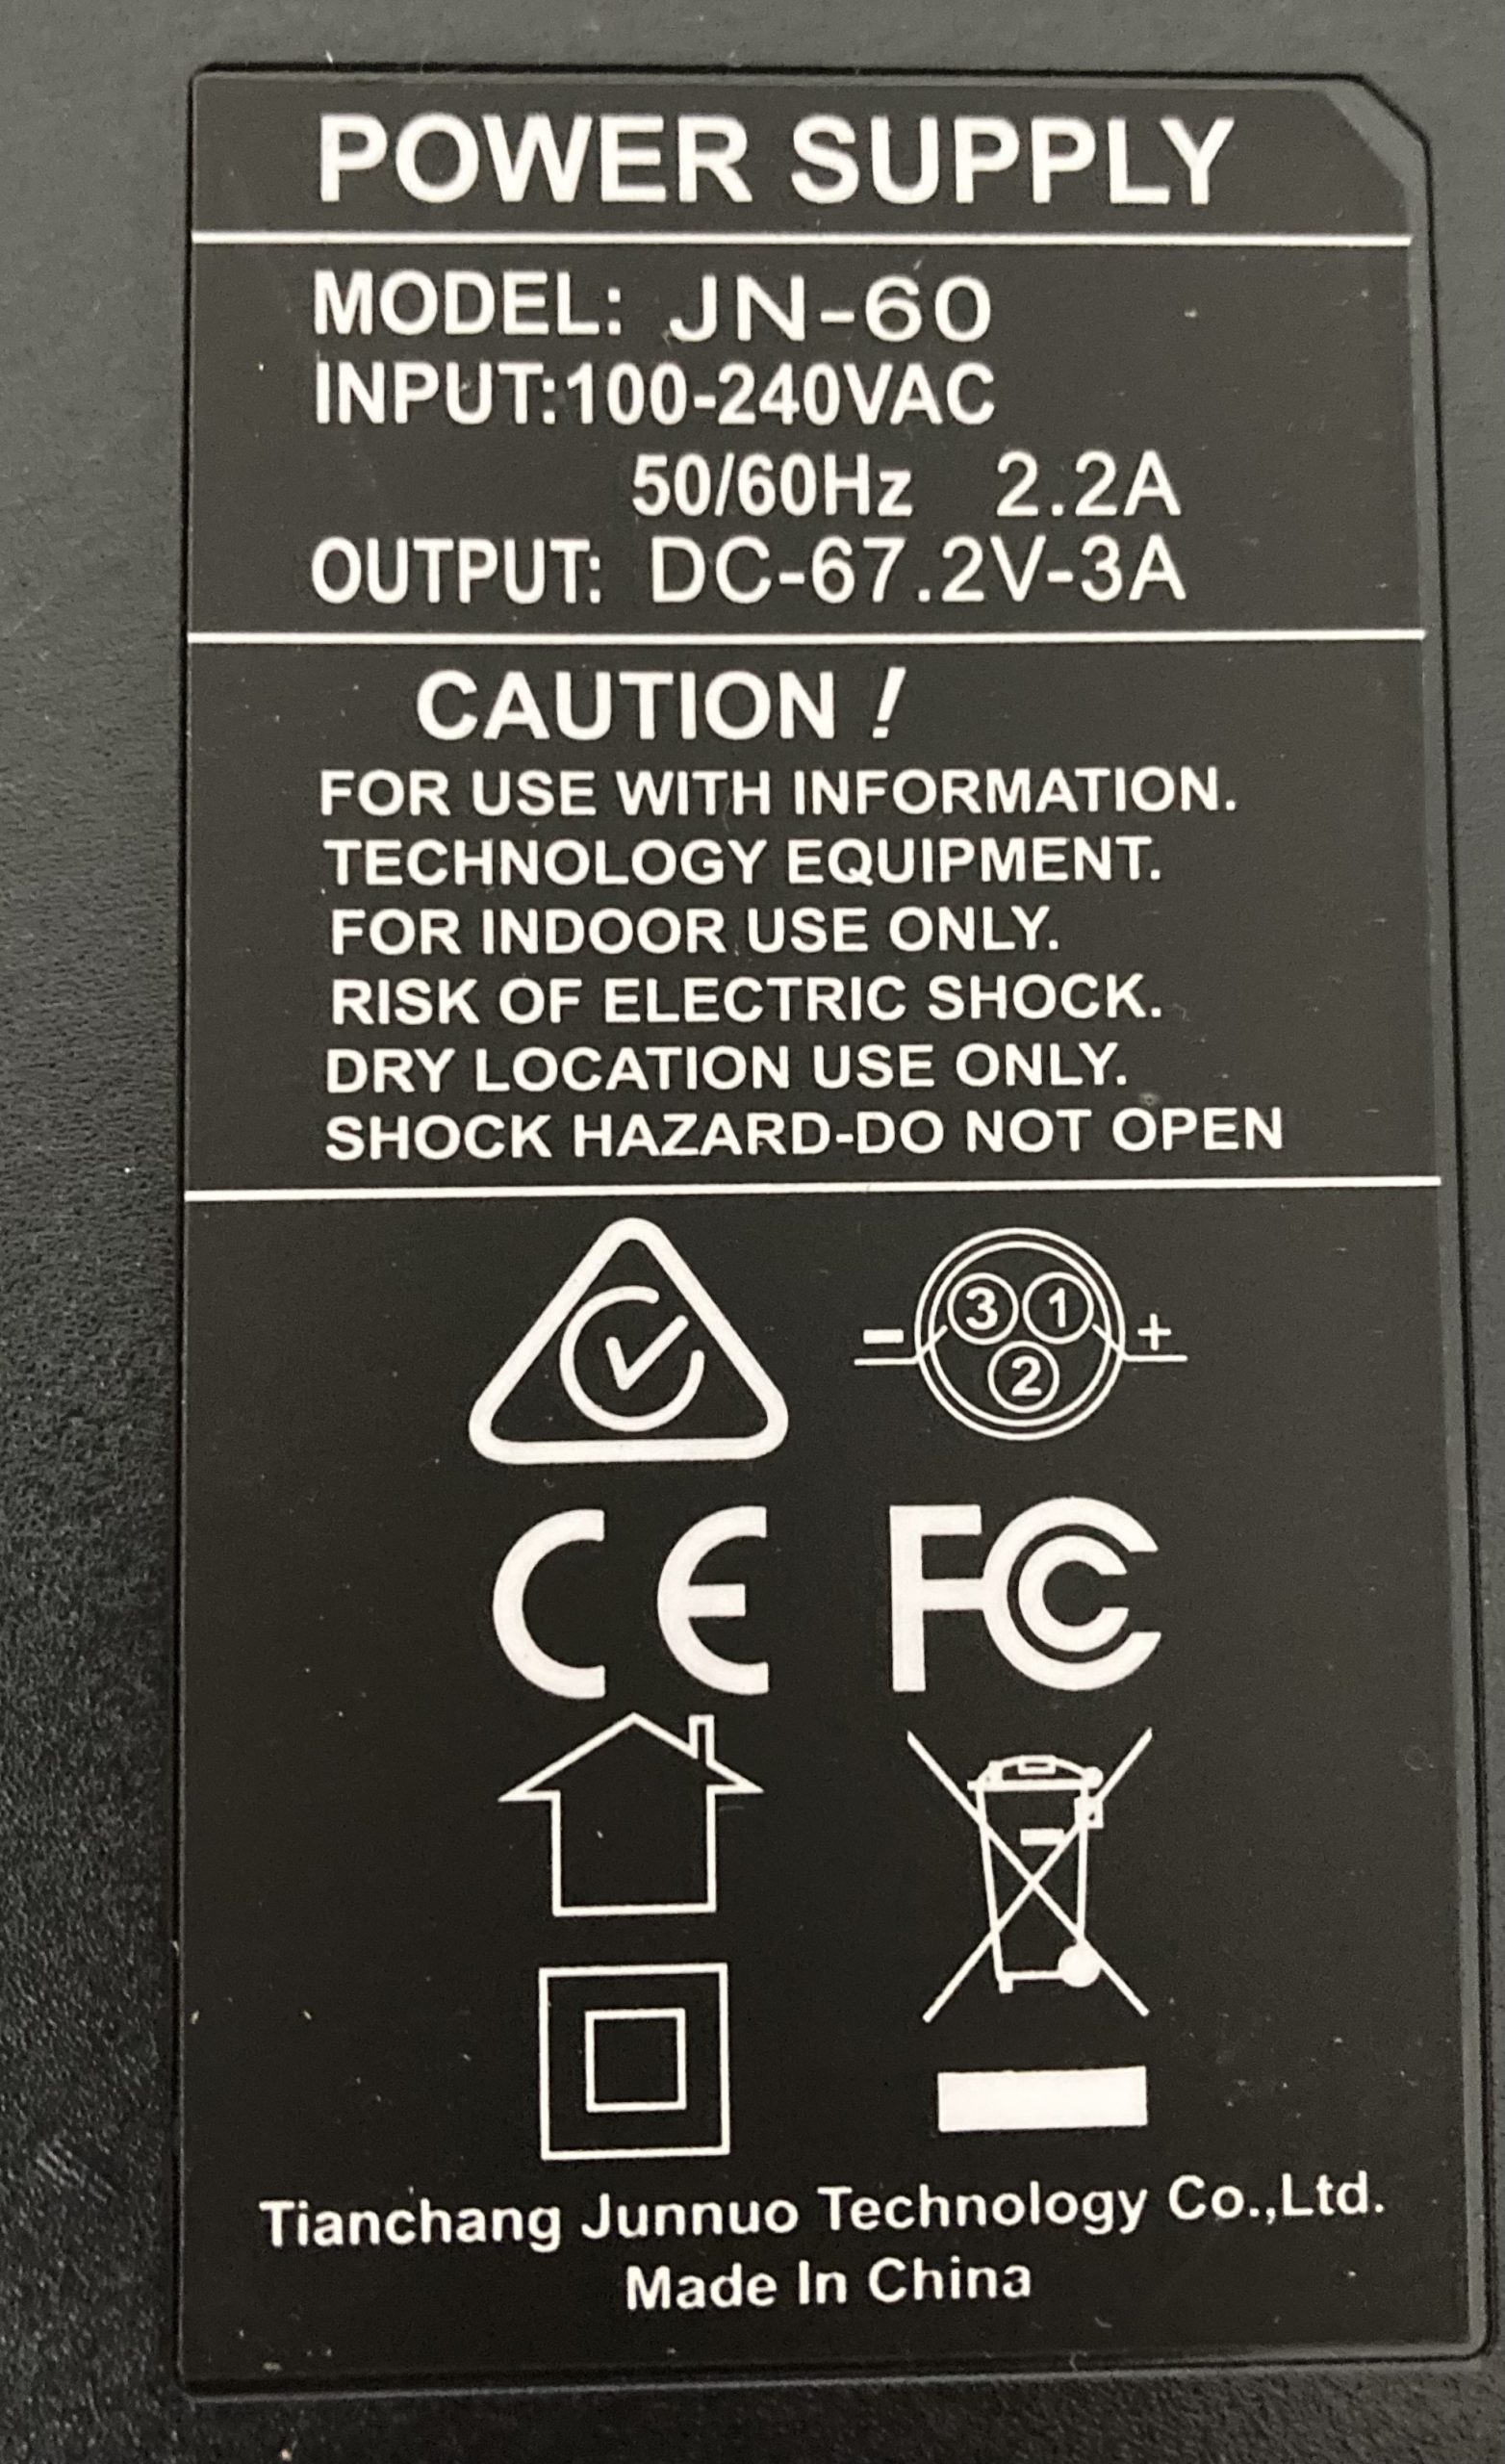 POWER SUPPLY
MODEL: JN-60
INPUT:100-240VAC
50/60Hz 2.2A
OUTPUT: DC-67.2V-3A
CAUTION !
FOR USE WITH INFORMATION.
TECHNOLOGY EQUIPMENT.
FOR INDOOR USE ONLY.
RISK OF ELECTRIC SHOCK.
DRY LOCATION USE ONLY.
SHOCK HAZARD-DO NOT OPEN
- 3 1 +
2
CE FC
Tianchang Junnuo Technology Co.,Ltd.
Made In China